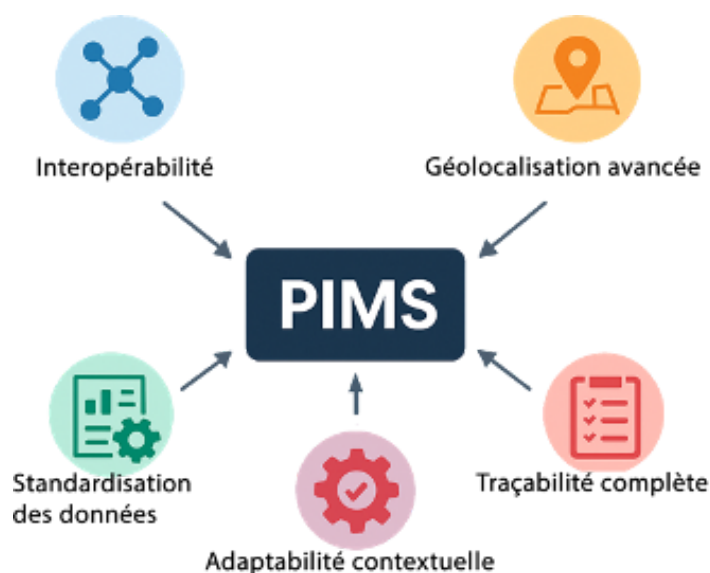 Interopérabilité
Géolocalisation avancée
PIMS
Standardisation
des données
Traçabilité complète
Adaptabilité contextuelle